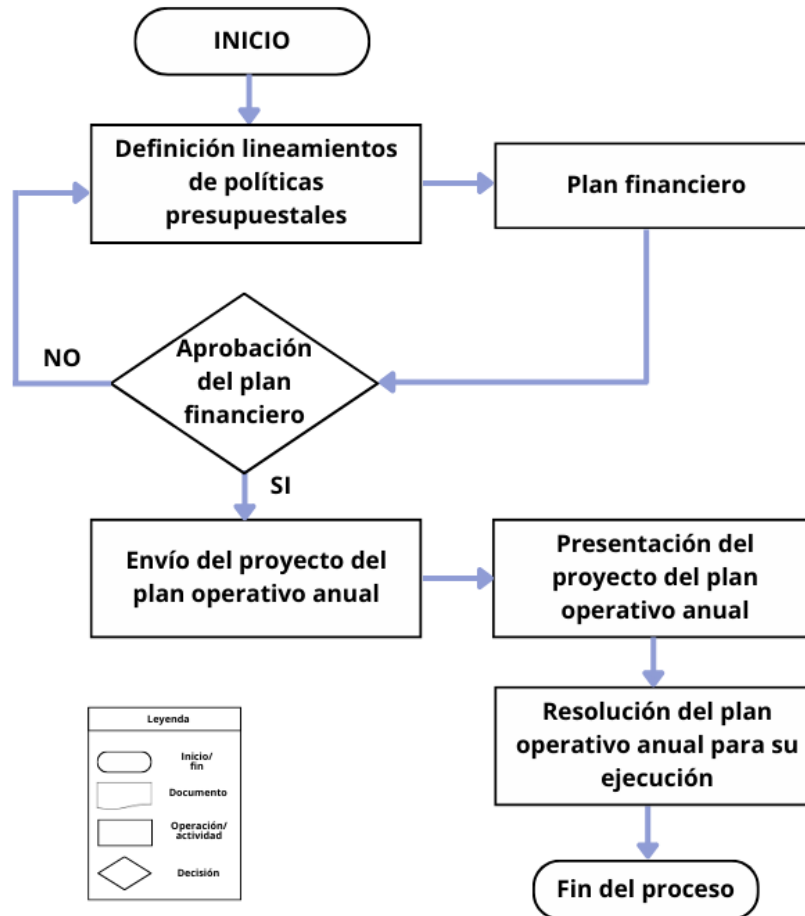 INICIO
Definición lineamientos
de políticas
presupuestales
Plan financiero
NO
Aprobación
del plan
financiero
SI
Envío del proyecto del
plan operativo anual
Presentación del
proyecto del plan
operativo anual
Resolución del plan
operativo anual para su
ejecución
Fin del proceso
Leyenda
Inicio/
fin
Documento
Operación/
actividad
Decisión